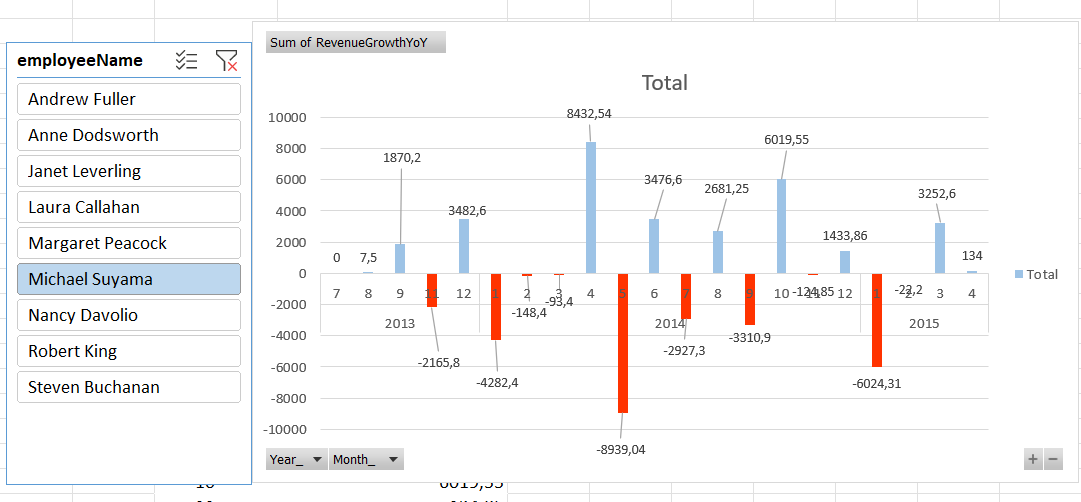 employeeName
Andrew Fuller
Anne Dodsworth
Janet Leverling
Laura Callahan
Margaret Peacock
Michael Suyama
Nancy Davolio
Robert King
Steven Buchanan
Sum of RevenueGrowthYoY
Total
10000
8000
6000
4000
2000
0
-2000
-4000
-6000
-8000
-10000
0
7,5
1870,2
-2165,8
3482,6
-4282,4
-148,4
-93,4
8432,54
-8939,04
3476,6
-2927,3
2681,25
-3310,9
6019,55
-124,85
1433,86
-6024,31
-22,2
3252,6
134
7 8 9 11 12 1 2 3 4 5 6 7 8 9 10 11 12 1 2 3 4
2013 2014 2015
Total
Year_ Month_
+ −